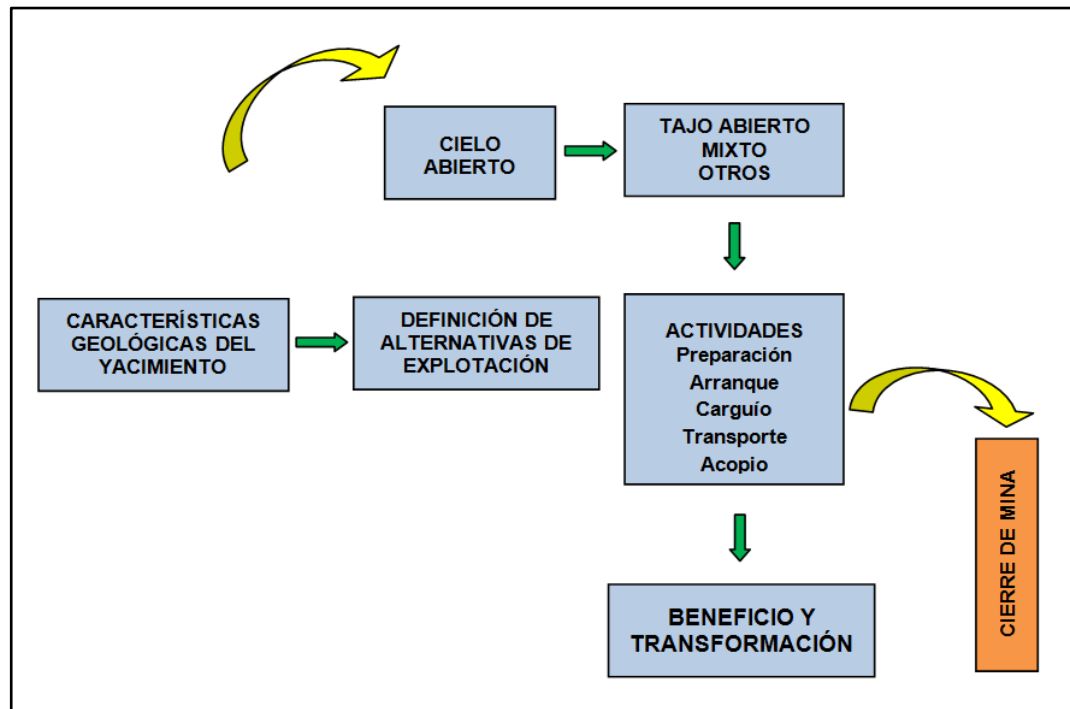 CIELO
ABIERTO
TAJO ABIERTO
MIXTO
OTROS
CARACTERÍSTICAS
GEOLÓGICAS DEL
YACIMIENTO
DEFINICIÓN DE
ALTERNATIVAS DE
EXPLOTACIÓN
ACTIVIDADES
Preparación
Arranque
Carguío
Transporte
Acopio
CIERRE DE MINA
BENEFICIO Y
TRANSFORMACIÓN